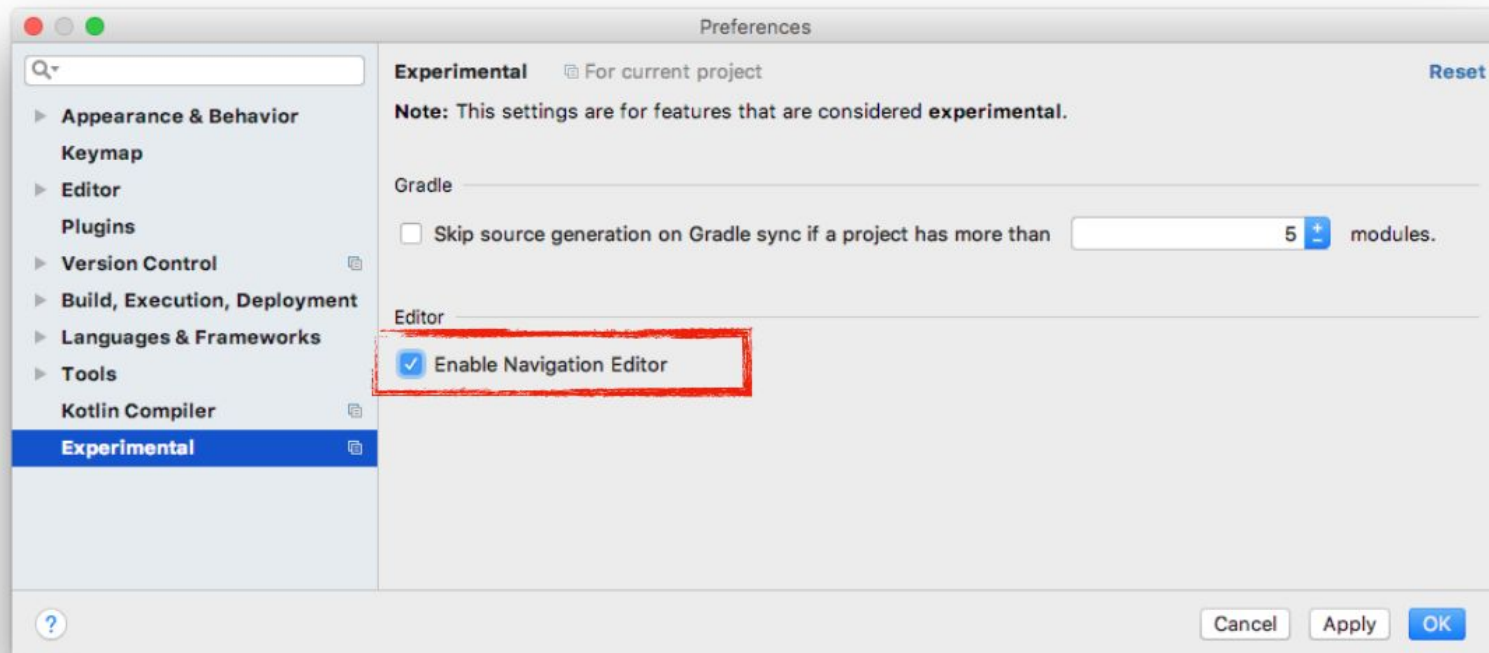 Preferences
Experimental For current project Reset
Note: This settings are for features that are considered experimental.
Appearance & Behavior
Keymap
Editor
Plugins
Version Control
Build, Execution, Deployment
Languages & Frameworks
Tools
Kotlin Compiler
Experimental
Gradle
Skip source generation on Gradle sync if a project has more than 5 modules.
Editor
Enable Navigation Editor
? Cancel Apply OK